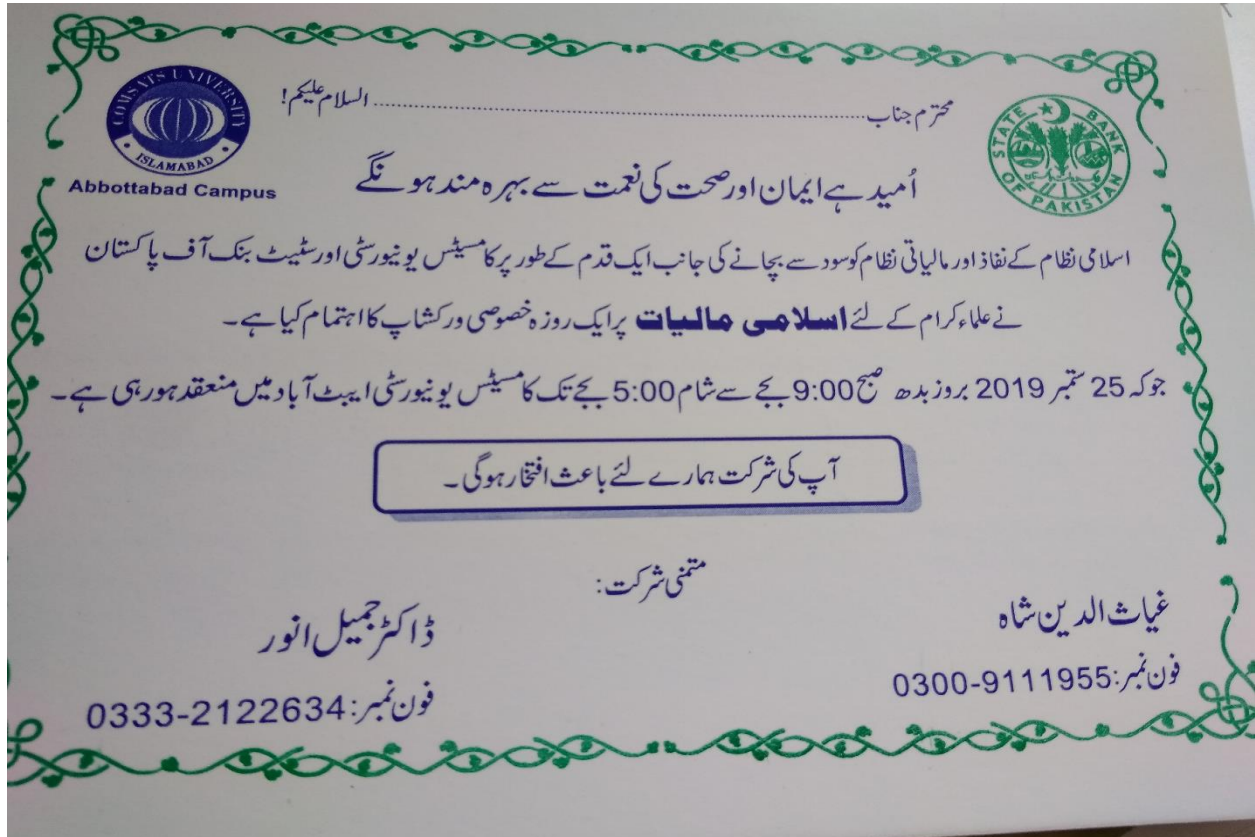 محترم جناب........................................السلام علیکم!
COMSATS UNIVERSITY
ISLAMABAD
Abbottabad Campus
STATE BANK OF PAKISTAN
اُمید ہے ایمان اور صحت کی نعمت سے بہرہ مند ہونگے
اسلامی نظام کے نفاذ اور مالیاتی نظام کو سود سے بچانے کی جانب ایک قدم کے طور پر کامسیٹس یونیورسٹی اور سٹیٹ بنک آف پاکستان
نے علماء کرام کے لئے اسلامی مالیات پر ایک روزہ خصوصی ورکشاپ کا اہتمام کیا ہے۔
جو کہ 25 ستمبر 2019 بروز بدھ صبح 9:00 بجے سے شام 5:00 بجے تک کامسیٹس یونیورسٹی ایبٹ آباد میں منعقد ہو رہی ہے۔
آپ کی شرکت ہمارے لئے باعث افتخار ہوگی۔
متمنی شرکت:
غیاث الدین شاہ
فون نمبر: 0300-9111955
ڈاکٹر جمیل انور
فون نمبر: 0333-2122634